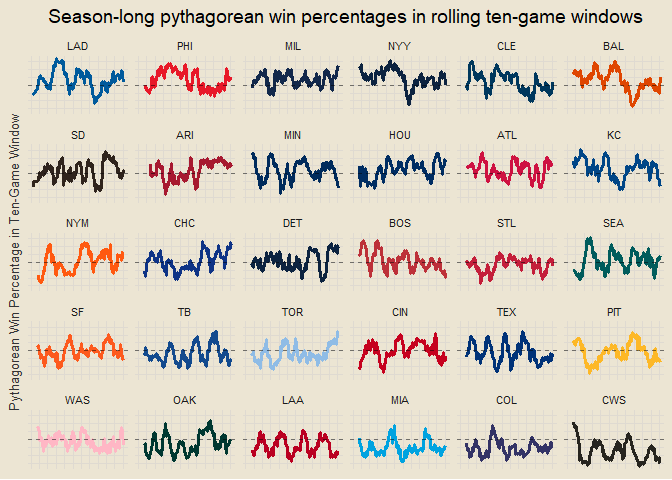 Season-long pythagorean win percentages in rolling ten-game windows
Pythagorean Win Percentage in Ten-Game Window
LAD PHI MIL NYY CLE BAL
SD ARI MIN HOU ATL KC
NYM CHC DET BOS STL SEA
SF TB TOR CIN TEX PIT
WAS OAK LAA MIA COL CWS